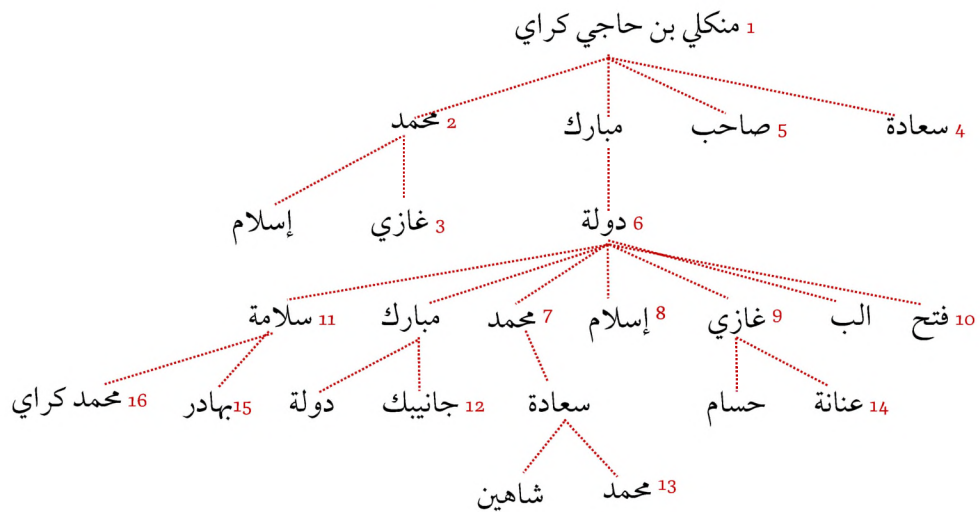 1 منكلي بن حاجي كراي
4 سعادة 5 صاحب مبارك 2 محمد
6 دولة 3 غازي إسلام
10 فتح الب 9 غازي 8 إسلام 7 محمد مبارك 11 سلامة
14 عنانة حسام سعادة 12 جانيبك دولة 15 بهادر 16 محمد كراي
13 محمد شاهين